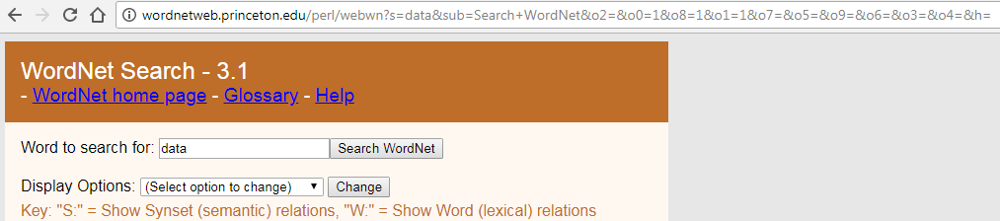 wordnetweb.princeton.edu/perl/webwn?s=data&sub=Search+WordNet&o2=&o0=1&o8=1&o1=1&o7=&o5=&o9=&o6=&o3=&o4=&h=
WordNet Search - 3.1
- WordNet home page - Glossary - Help
Word to search for: data Search WordNet
Display Options: (Select option to change) Change
Key: "S:" = Show Synset (semantic) relations, "W:" = Show Word (lexical) relations